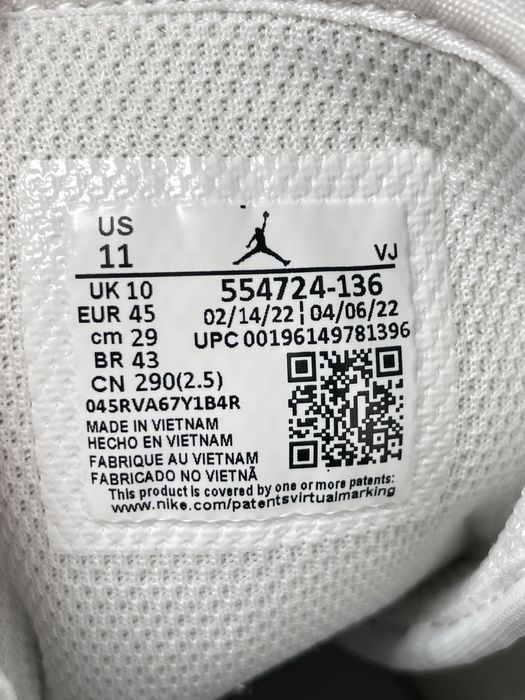 US
11
VJ
UK 10
554724-136
EUR 45
02/14/22 ¦ 04/06/22
cm 29
UPC 00196149781396
BR 43
CN 290(2.5)
045RVA67Y1B4R
MADE IN VIETNAM
HECHO EN VIETNAM
FABRIQUE AU VIETNAM
FABRICADO NO VIETNÃ
This product is covered by one or more patents:
www.nike.com/patentsvirtualmarking